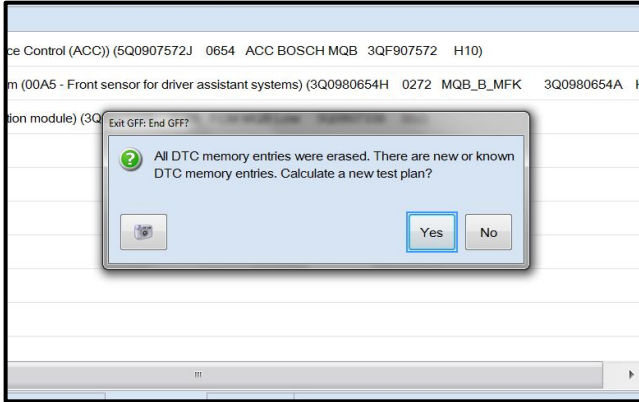 ce Control (ACC)) (5Q0907572J 0654 ACC BOSCH MQB 3QF907572 H10)
m (00A5 - Front sensor for driver assistant systems) (3Q0980654H 0272 MQB_B_MFK 3Q0980654A H
tion module) (3Q
Exit GFF: End GFF?
All DTC memory entries were erased. There are new or known
DTC memory entries. Calculate a new test plan?
Yes No